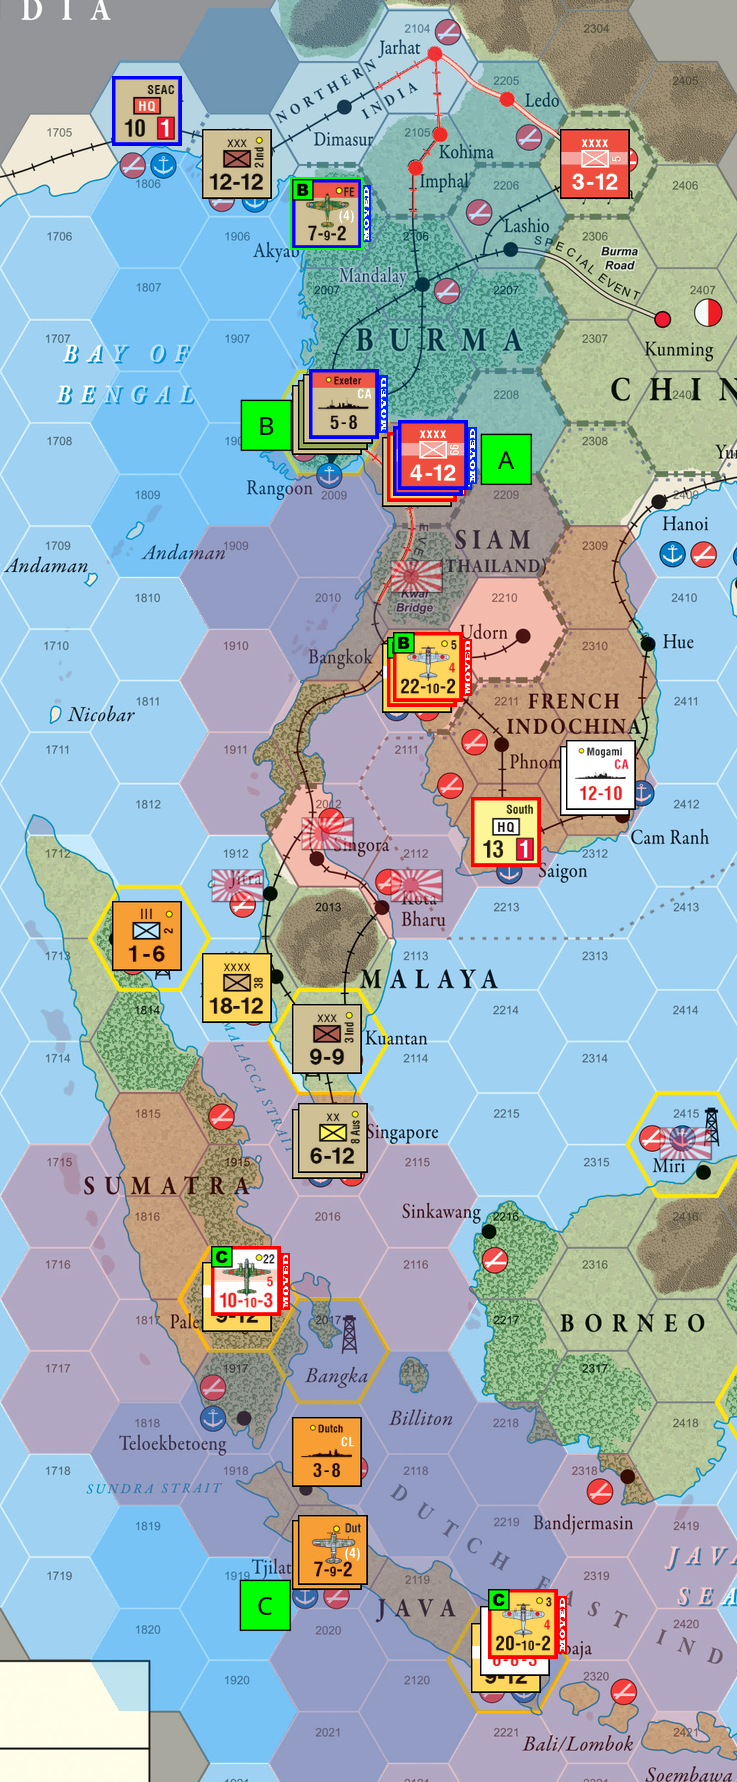 D I A
2104
2304
Jarhat
2405
2205
Ledo
NORTHERN
INDIA
SEAC
HQ
10 1
1705
Dimasur
2105
Kohima
XXXX
5
3-12
XXX
2 Ind
12-12
Imphal
2406
1806
B
FE
(4)
7-9-2
MOVED
2206
Lashio
1706
1906
Akyab
2106
2306
SPECIAL EVENT
Burma
Road
Mandalay
1807
2007
2207
2407
1707
1907
BURMA
2307
Kunming
BAY OF
BENGAL
Exeter
CA
5-8
MOVED
2208
CHIN
B
XXXX
99
4-12
MOVED
A
1708
2308
Rangoon
2009
2209
2409
1809
Hanoi
Andaman
Andaman
1709
1909
SIAM
(THAILAND)
2309
1810
2010
Kwai
Bridge
2210
2410
Udorn
Hue
1710
1910
Bangkok
B
5
4
22-10-2
MOVED
2310
1811
Nicobar
2211
FRENCH
INDOCHINA
2411
1711
1911
2111
Phnom
Mogami
CA
12-10
1812
2012
South
HQ
13 1
2412
Cam Ranh
1712
1912
Singora
2112
2312
Saigon
Jitra
Kota
Bharu
2213
2413
III
2
1-6
2013
1713
XXXX
38
18-12
2113
2313
MALAYA
1814
2214
2414
XXX
3 Ind
9-9
Kuantan
1714
MALACCA STRAIT
2114
2314
1815
XX
8 Aus
6-12
Singapore
2215
2415
1715
1915
2115
2315
Miri
SUMATRA
1816
2016
Sinkawang
2216
2416
1716
C
22
5
10-10-3
MOVED
9-12
2116
2316
1817
2017
2217
BORNEO
1717
1917
Bangka
2117
2317
1818
Billiton
2218
2418
Teloekbetoeng
Dutch
CL
3-8
1718
1918
2118
2318
SUNDRA STRAIT
1819
2219
Bandjermasin
2419
DUTCH EAST IND
Dut
(4)
7-9-2
1719
1919
2119
2319
JAVA
SEA
C
JAVA
C
3
4
20-10-2
MOVED
9-12
1820
2020
2420
1920
2120
2320
2021
2221
Bali/Lombok
2421
Soembawa